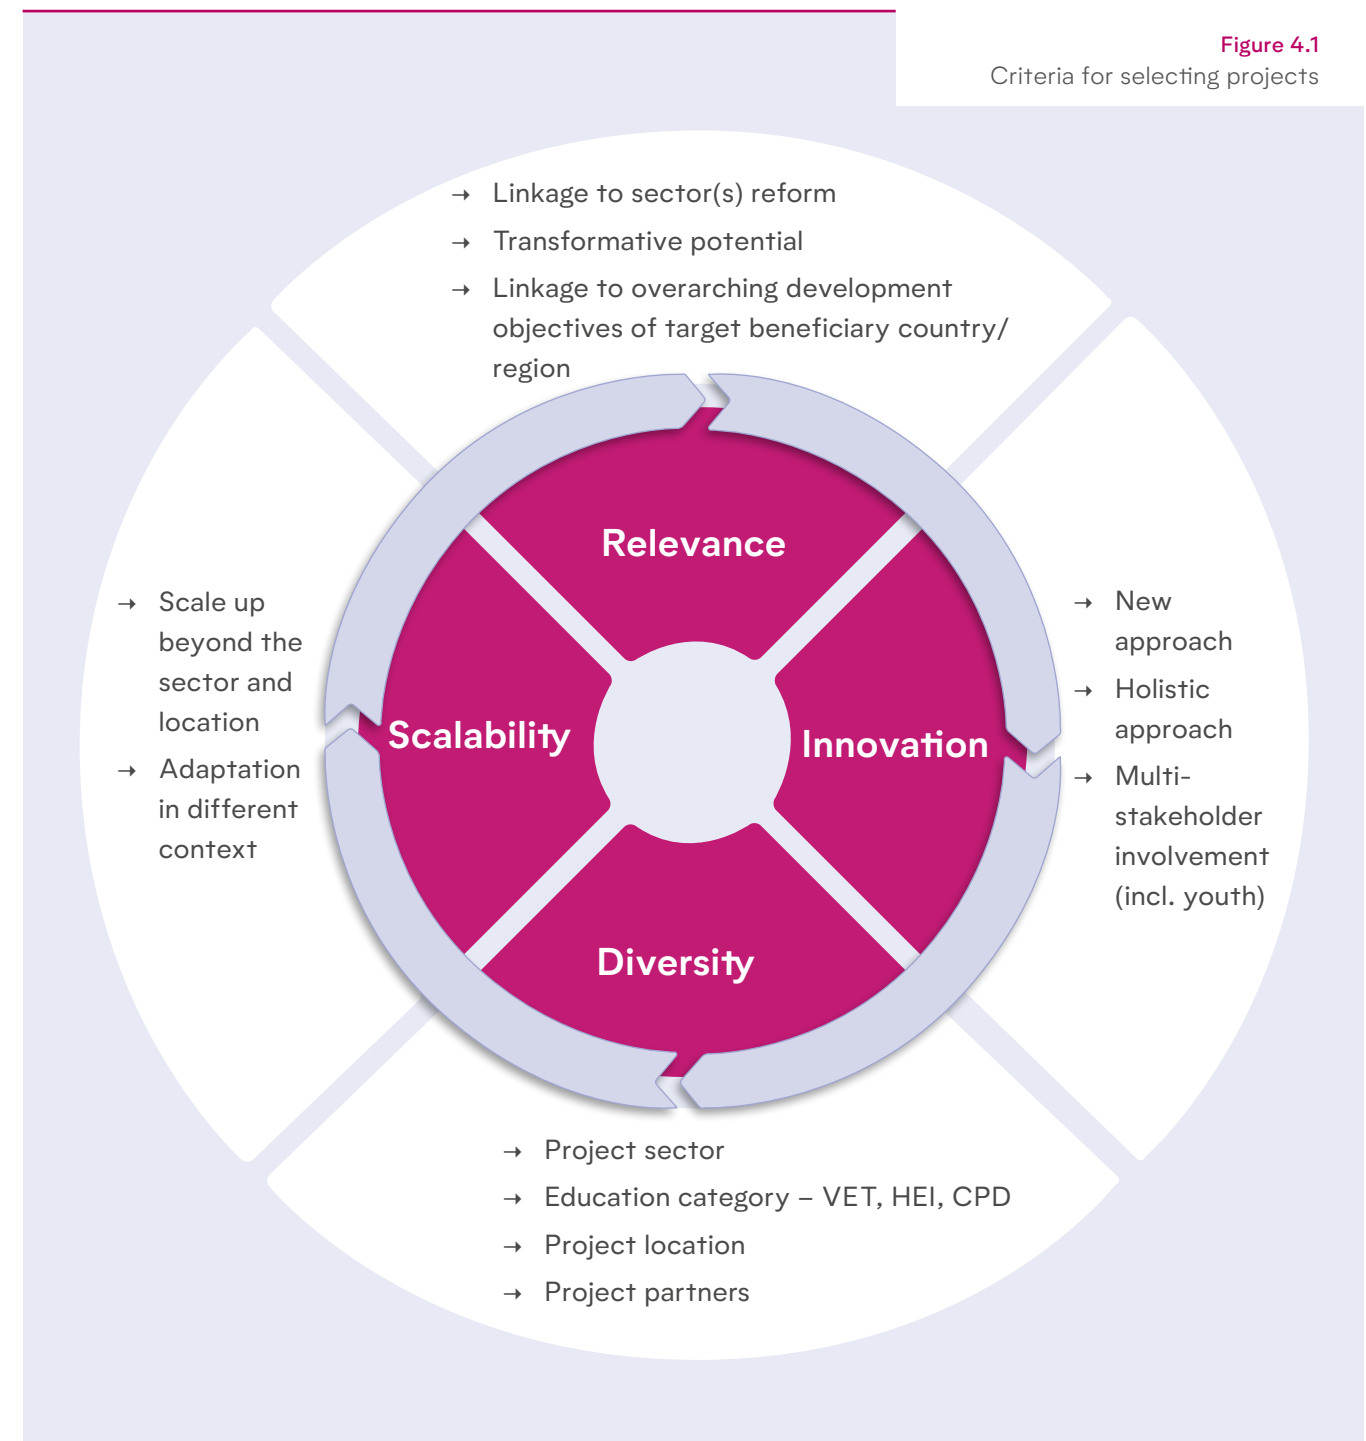 Figure 4.1
Criteria for selecting projects
→ Linkage to sector(s) reform
→ Transformative potential
→ Linkage to overarching development
objectives of target beneficiary country/
region
Relevance
→ Scale up
beyond the
sector and
location
→ Adaptation
in different
context
Scalability
Innovation
→ New
approach
→ Holistic
approach
→ Multi-
stakeholder
involvement
(incl. youth)
Diversity
→ Project sector
→ Education category – VET, HEI, CPD
→ Project location
→ Project partners